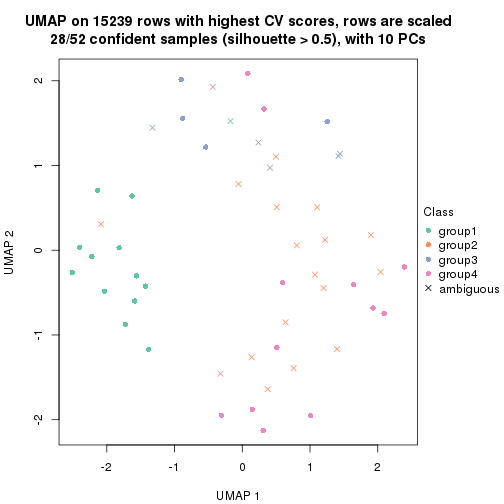 UMAP on 15239 rows with highest CV scores, rows are scaled
28/52 confident samples (silhouette > 0.5), with 10 PCs
2
1
0
-1
-2
UMAP 2
-2
-1
0
1
2
UMAP 1
Class
group1
group2
group3
group4
ambiguous